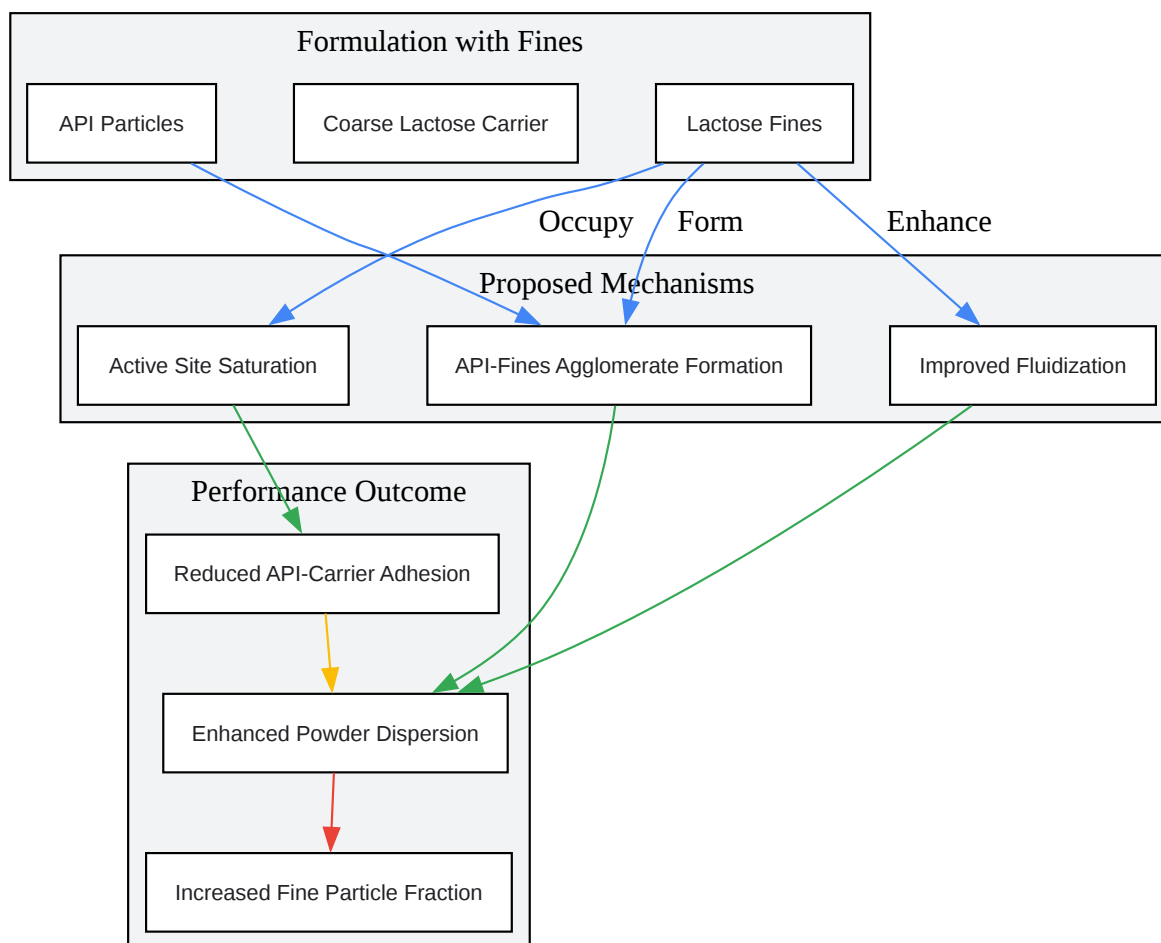 Formulation with Fines
API Particles
Coarse Lactose Carrier
Lactose Fines
Occupy
Form
Enhance
Proposed Mechanisms
Active Site Saturation
API-Fines Agglomerate Formation
Improved Fluidization
Performance Outcome
Reduced API-Carrier Adhesion
Enhanced Powder Dispersion
Increased Fine Particle Fraction